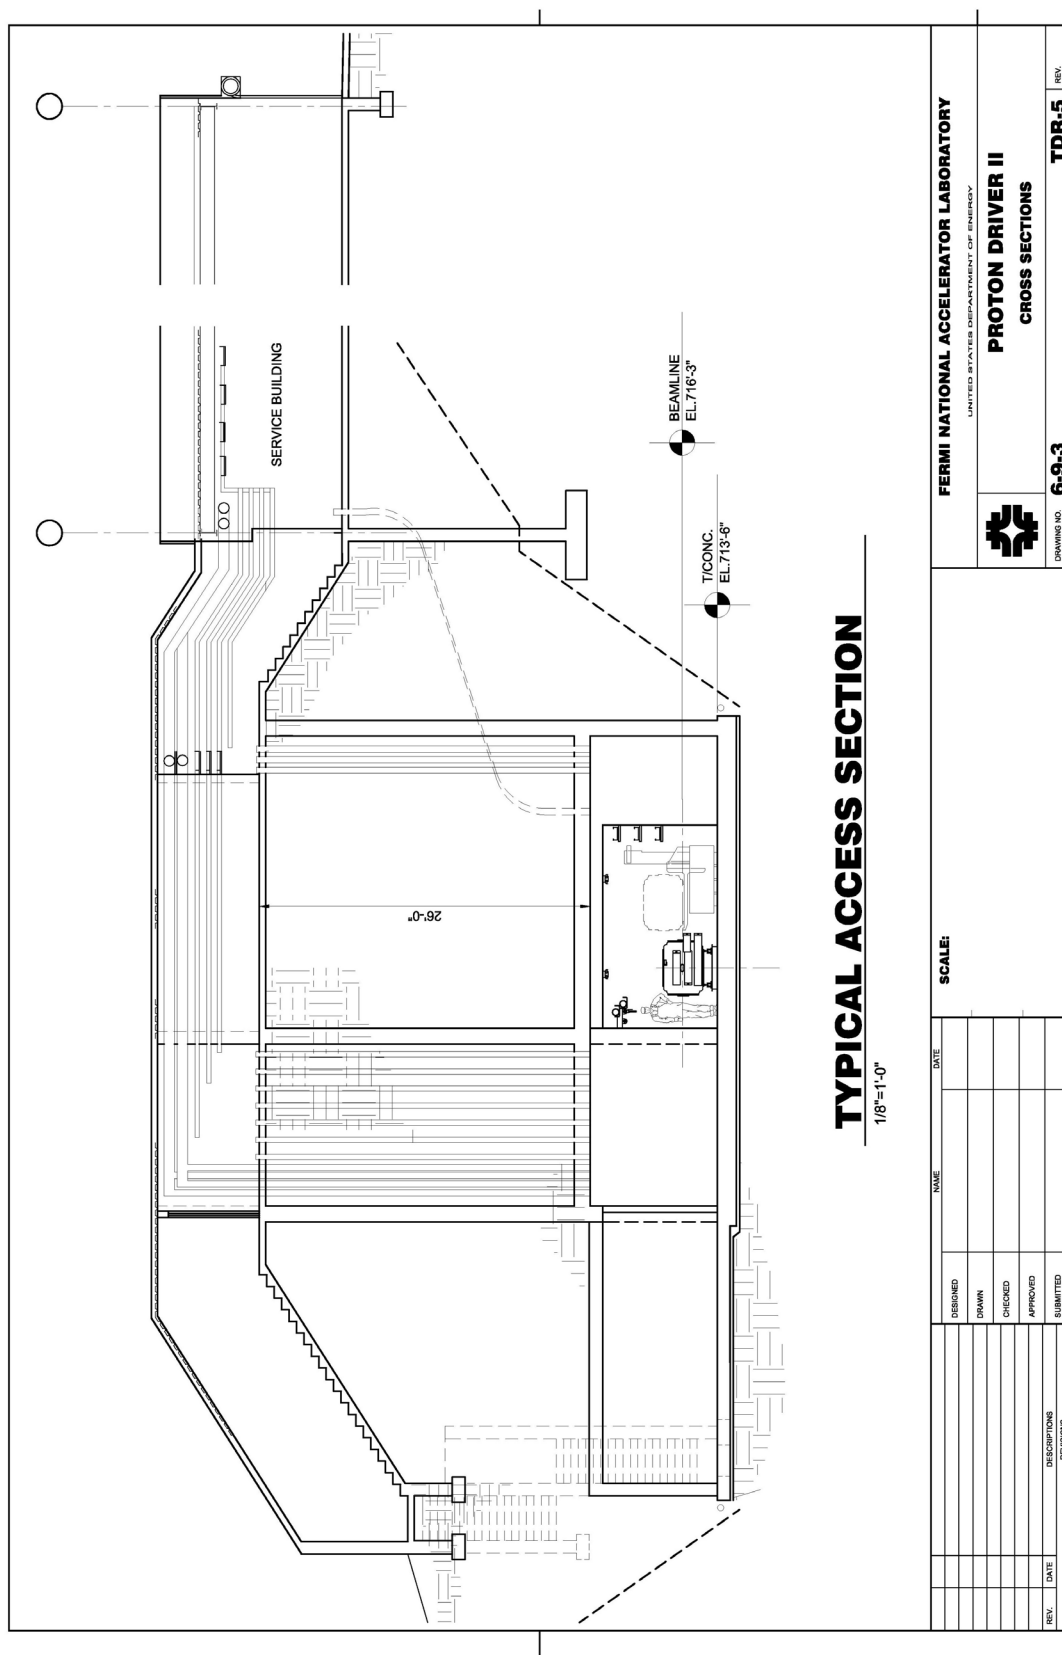 SERVICE BUILDING
BEAMLINE
EL.716'-3"
T/CONC.
EL.713'-6"
26'-0"
TYPICAL ACCESS SECTION
1/8"=1'-0"
FERMI NATIONAL ACCELERATOR LABORATORY
UNITED STATES DEPARTMENT OF ENERGY
PROTON DRIVER II
CROSS SECTIONS
DRAWING NO.
6-9-3
TDR-5
REV.
SCALE:
NAME
DATE
DESIGNED
DRAWN
CHECKED
APPROVED
SUBMITTED
REV.
DATE
DESCRIPTIONS